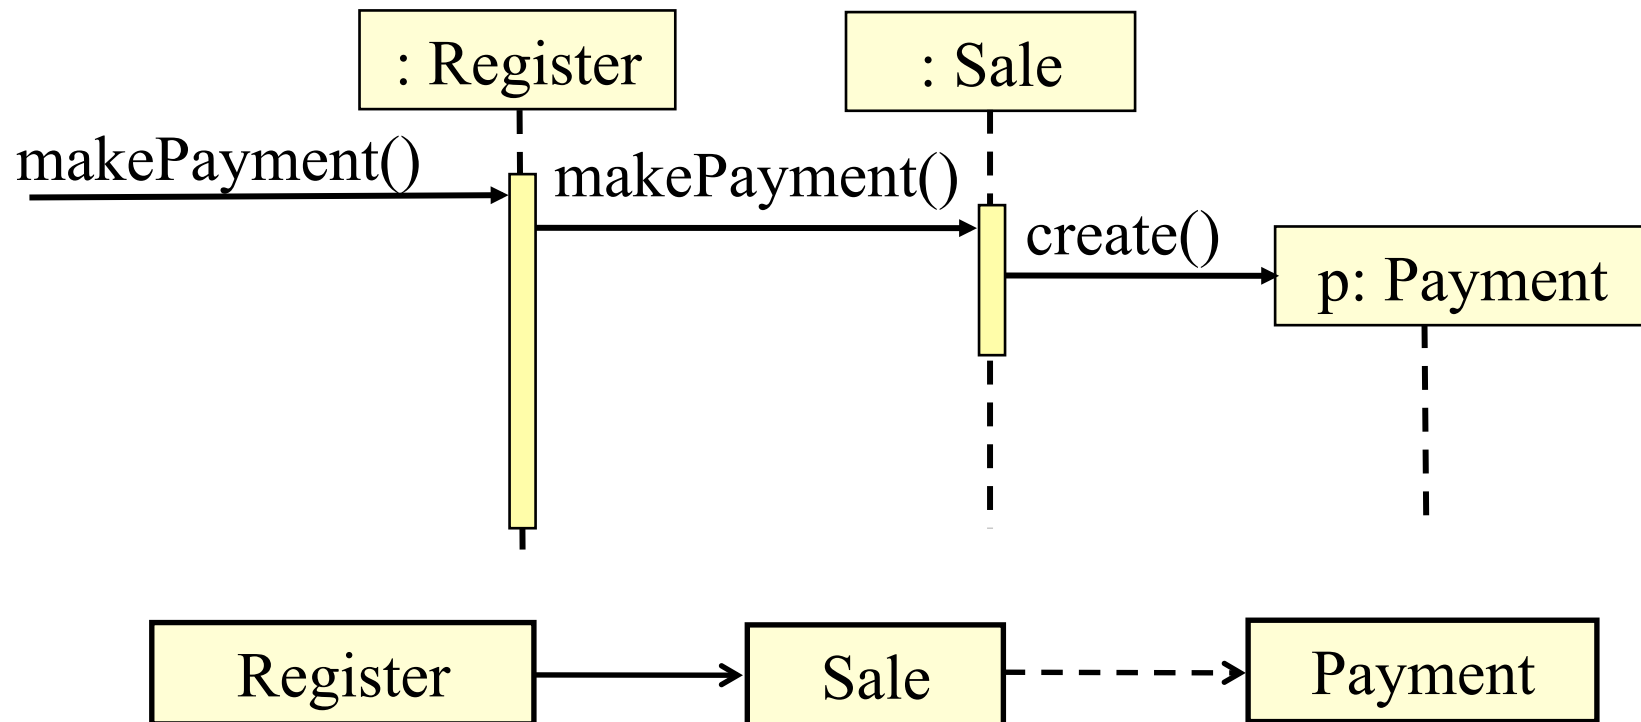 : Register
: Sale
makePayment()
makePayment()
create()
p: Payment
Register
Sale
Payment